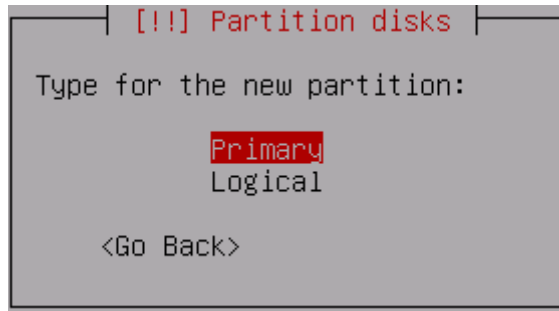 [!!] Partition disks
Type for the new partition:
Primary
Logical
<Go Back>